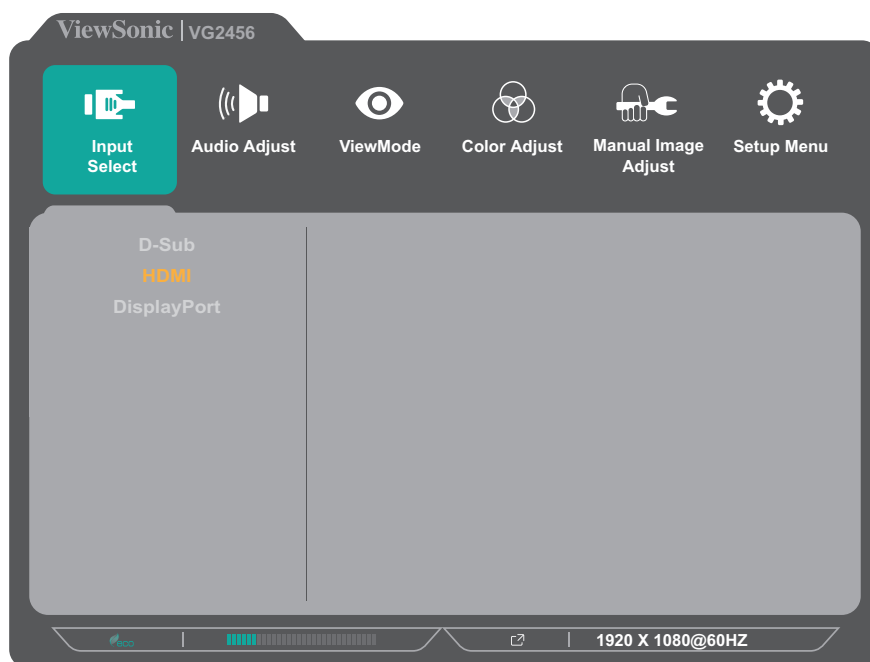 ViewSonic | VG2456
Input Select
Audio Adjust
ViewMode
Color Adjust
Manual Image Adjust
Setup Menu
D-Sub
HDMI
DisplayPort
eco
1920 X 1080@60HZ